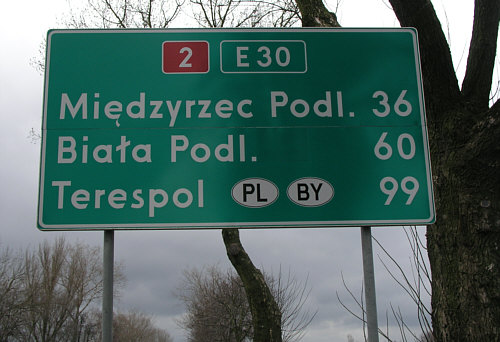 2 E 30
Międzyrzec Podl. 36
Biała Podl. 60
Terespol PL BY 99